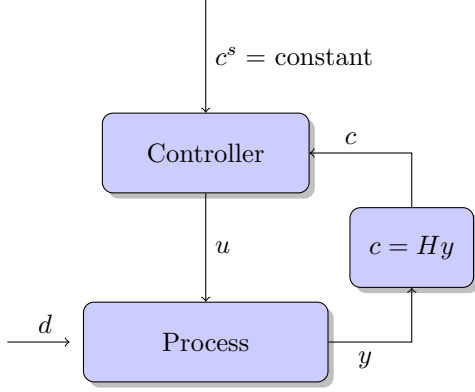 c^s = constant
Controller
c
u
c = Hy
d
Process
y